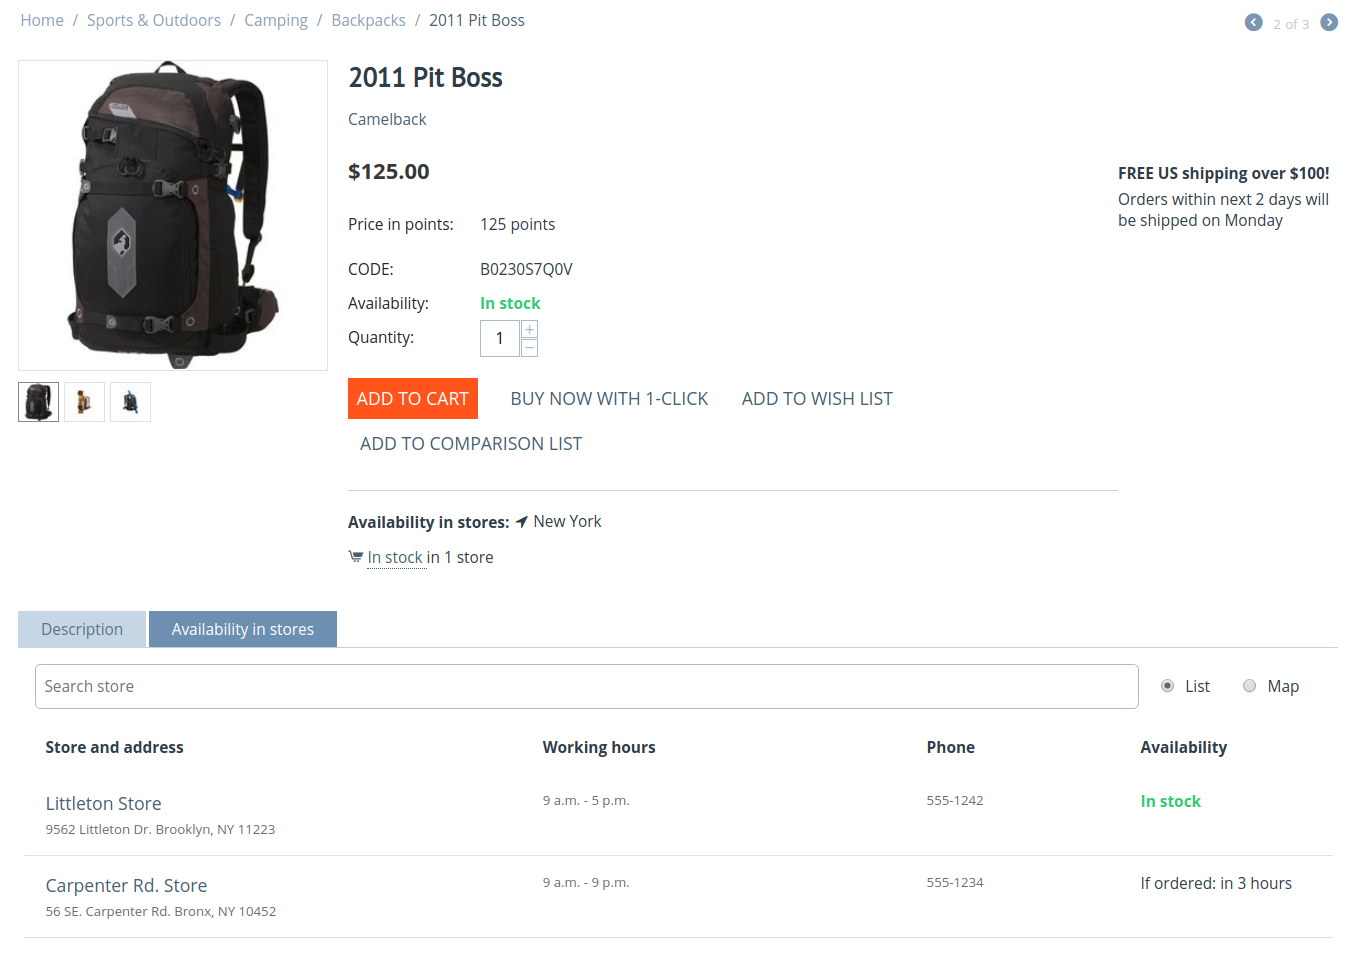 Home / Sports & Outdoors / Camping / Backpacks / 2011 Pit Boss
2 of 3
2011 Pit Boss
Camelback
$125.00
FREE US shipping over $100!
Orders within next 2 days will
be shipped on Monday
Price in points: 125 points
CODE: B0230S7Q0V
Availability: In stock
Quantity: 1 + −
ADD TO CART BUY NOW WITH 1-CLICK ADD TO WISH LIST
ADD TO COMPARISON LIST
Availability in stores: New York
In stock in 1 store
Description Availability in stores
Search store List Map
Store and address Working hours Phone Availability
Littleton Store 9 a.m. - 5 p.m. 555-1242 In stock
9562 Littleton Dr. Brooklyn, NY 11223
Carpenter Rd. Store 9 a.m. - 9 p.m. 555-1234 If ordered: in 3 hours
56 SE. Carpenter Rd. Bronx, NY 10452